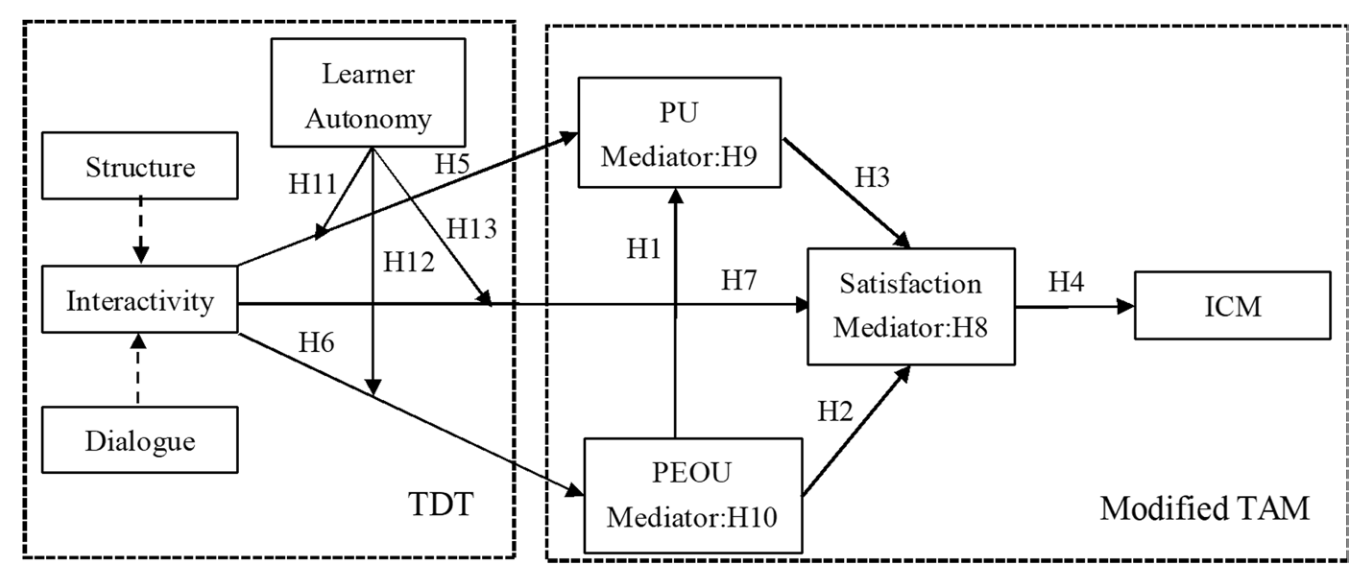 Learner
Autonomy
Structure
Interactivity
Dialogue
H11
H12
H13
H5
H6
H7
TDT
PU
Mediator:H9
H1
H3
Satisfaction
Mediator:H8
H4
ICM
H2
PEOU
Mediator:H10
Modified TAM